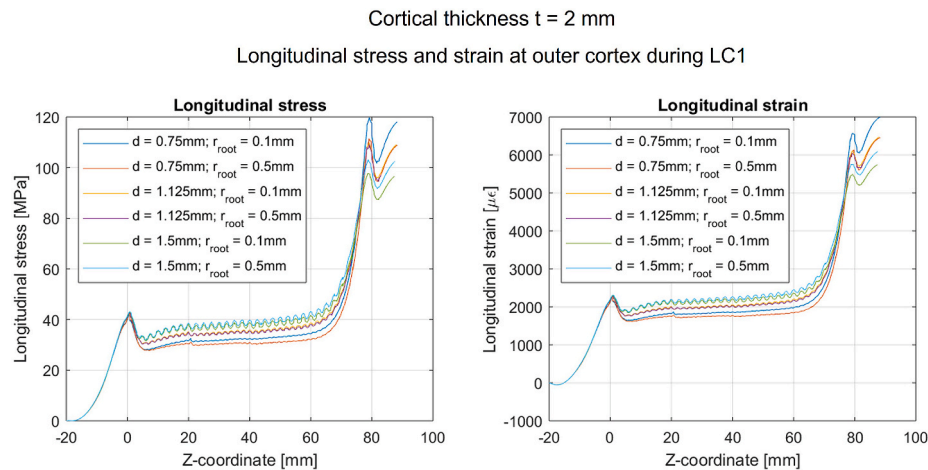 Cortical thickness t = 2 mm
Longitudinal stress and strain at outer cortex during LC1
Longitudinal stress
120
100
80
60
40
20
0
-20
0
20
40
60
80
100
Longitudinal stress [MPa]
Z-coordinate [mm]
d = 0.75mm; r_root = 0.1mm
d = 0.75mm; r_root = 0.5mm
d = 1.125mm; r_root = 0.1mm
d = 1.125mm; r_root = 0.5mm
d = 1.5mm; r_root = 0.1mm
d = 1.5mm; r_root = 0.5mm
Longitudinal strain
7000
6000
5000
4000
3000
2000
1000
0
-1000
-20
0
20
40
60
80
100
Longitudinal strain [με]
Z-coordinate [mm]
d = 0.75mm; r_root = 0.1mm
d = 0.75mm; r_root = 0.5mm
d = 1.125mm; r_root = 0.1mm
d = 1.125mm; r_root = 0.5mm
d = 1.5mm; r_root = 0.1mm
d = 1.5mm; r_root = 0.5mm